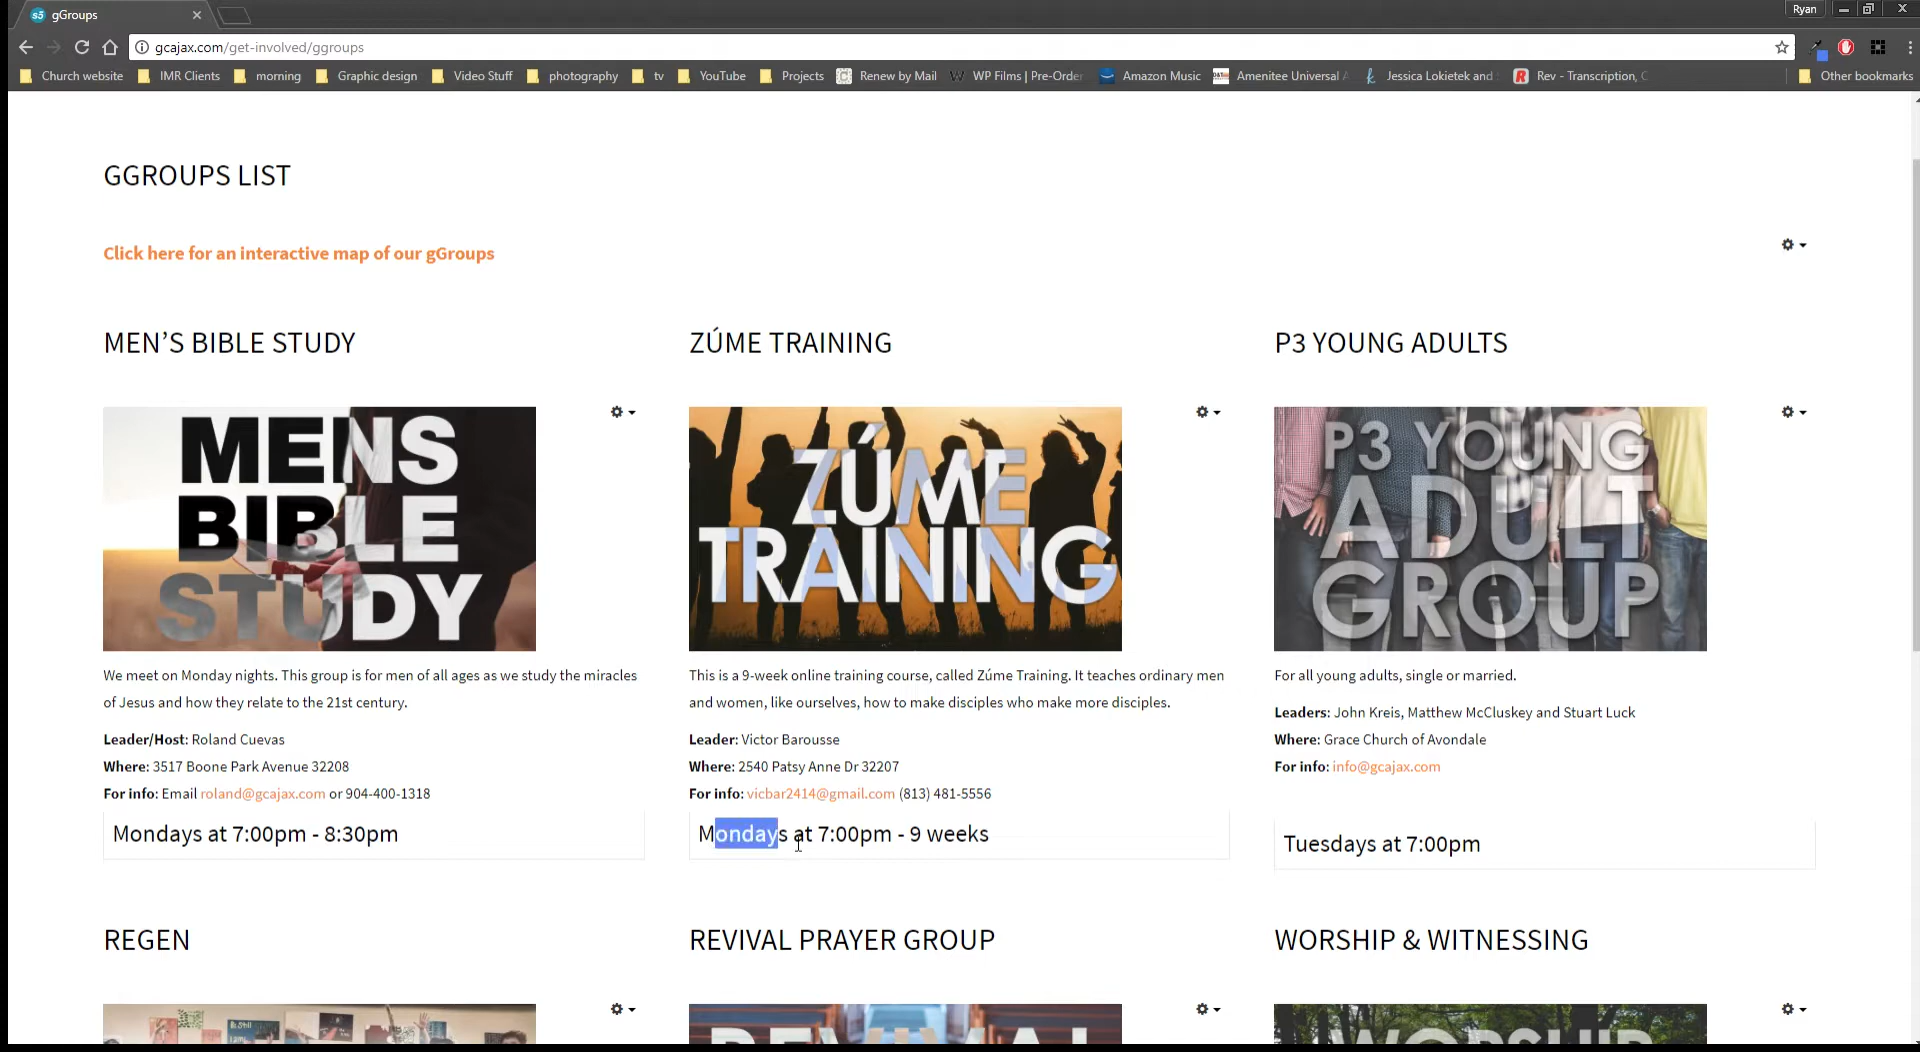 gGroups
Ryan
gcajax.com/get-involved/ggroups
Church website IMR Clients morning Graphic design Video Stuff photography tv YouTube Projects Renew by Mail WP Films | Pre-Order Amazon Music Amenitee Universal Jessica Lokietek and Rev - Transcription, C Other bookmarks
GGROUPS LIST
Click here for an interactive map of our gGroups
MEN'S BIBLE STUDY
MENS
BIBLE
STUDY
We meet on Monday nights. This group is for men of all ages as we study the miracles
of Jesus and how they relate to the 21st century.
Leader/Host: Roland Cuevas
Where: 3517 Boone Park Avenue 32208
For info: Email roland@gcajax.com or 904-400-1318
Mondays at 7:00pm - 8:30pm
ZÚME TRAINING
ZÚME
TRAINING
This is a 9-week online training course, called Zúme Training. It teaches ordinary men
and women, like ourselves, how to make disciples who make more disciples.
Leader: Victor Barousse
Where: 2540 Patsy Anne Dr 32207
For info: vicbar2414@gmail.com (813) 481-5556
Mondays at 7:00pm - 9 weeks
P3 YOUNG ADULTS
P3 YOUNG
ADULT
GROUP
For all young adults, single or married.
Leaders: John Kreis, Matthew McCluskey and Stuart Luck
Where: Grace Church of Avondale
For info: info@gcajax.com
Tuesdays at 7:00pm
REGEN
REVIVAL PRAYER GROUP
REVIVAL
WORSHIP & WITNESSING
WORSHIP